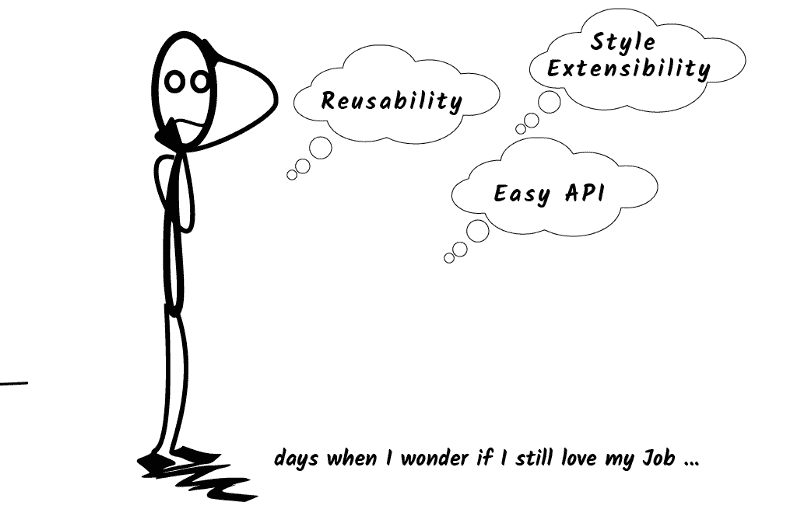 Style
Extensibility
Reusability
Easy API
days when I wonder if I still love my Job ...